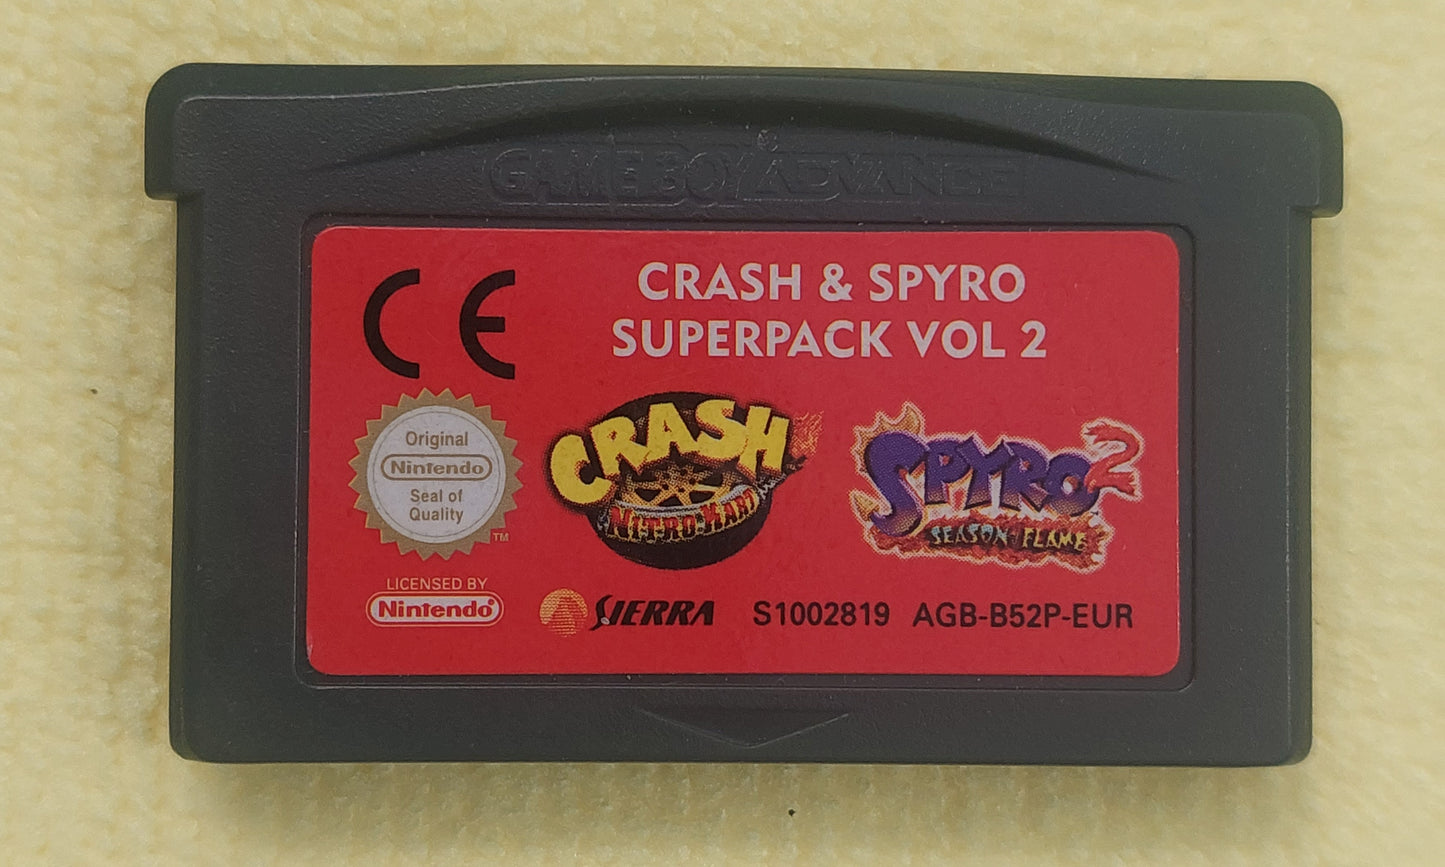 GAME BOY ADVANCE
CE
CRASH & SPYRO
SUPERPACK VOL 2
Original
Nintendo
Seal of
Quality
TM
CRASH
NITRO KART
SPYRO 2
SEASON OF FLAME
LICENSED BY
Nintendo®
SIERRA
S1002819 AGB-B52P-EUR